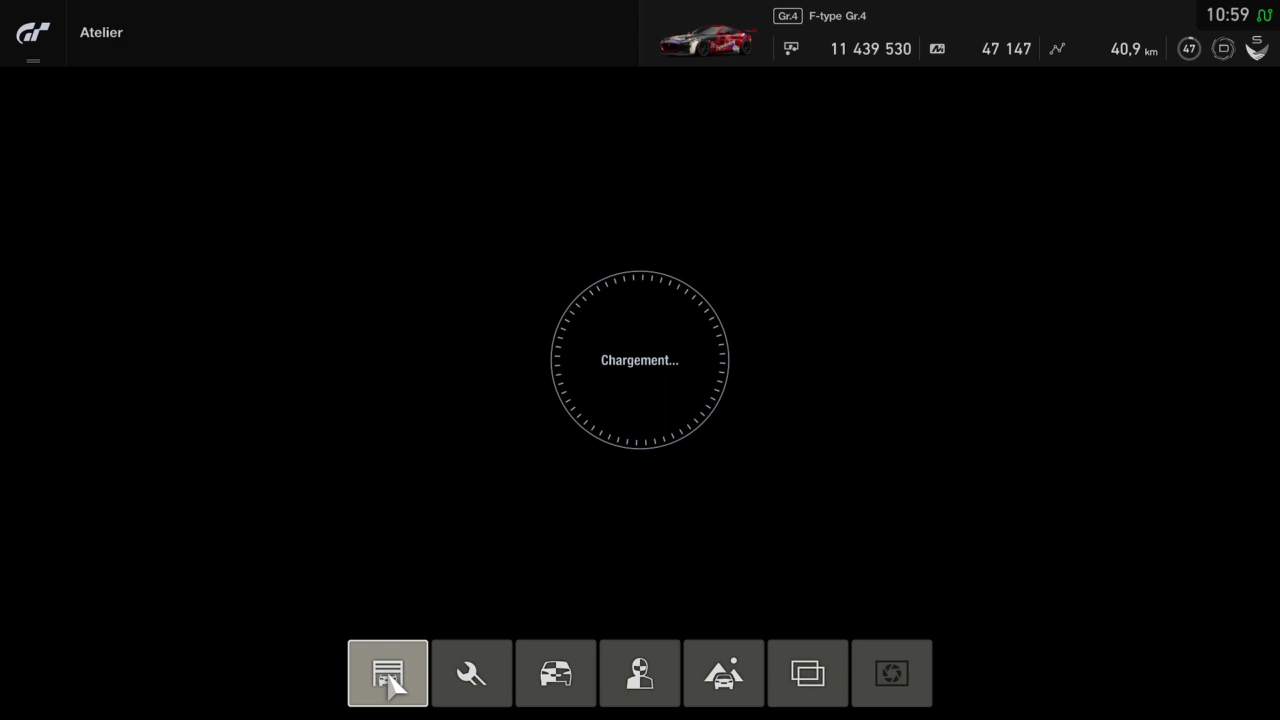 Atelier
Gr.4 F-type Gr.4
10:59
11 439 530 47 147 40,9 km 47 D S
Chargement...